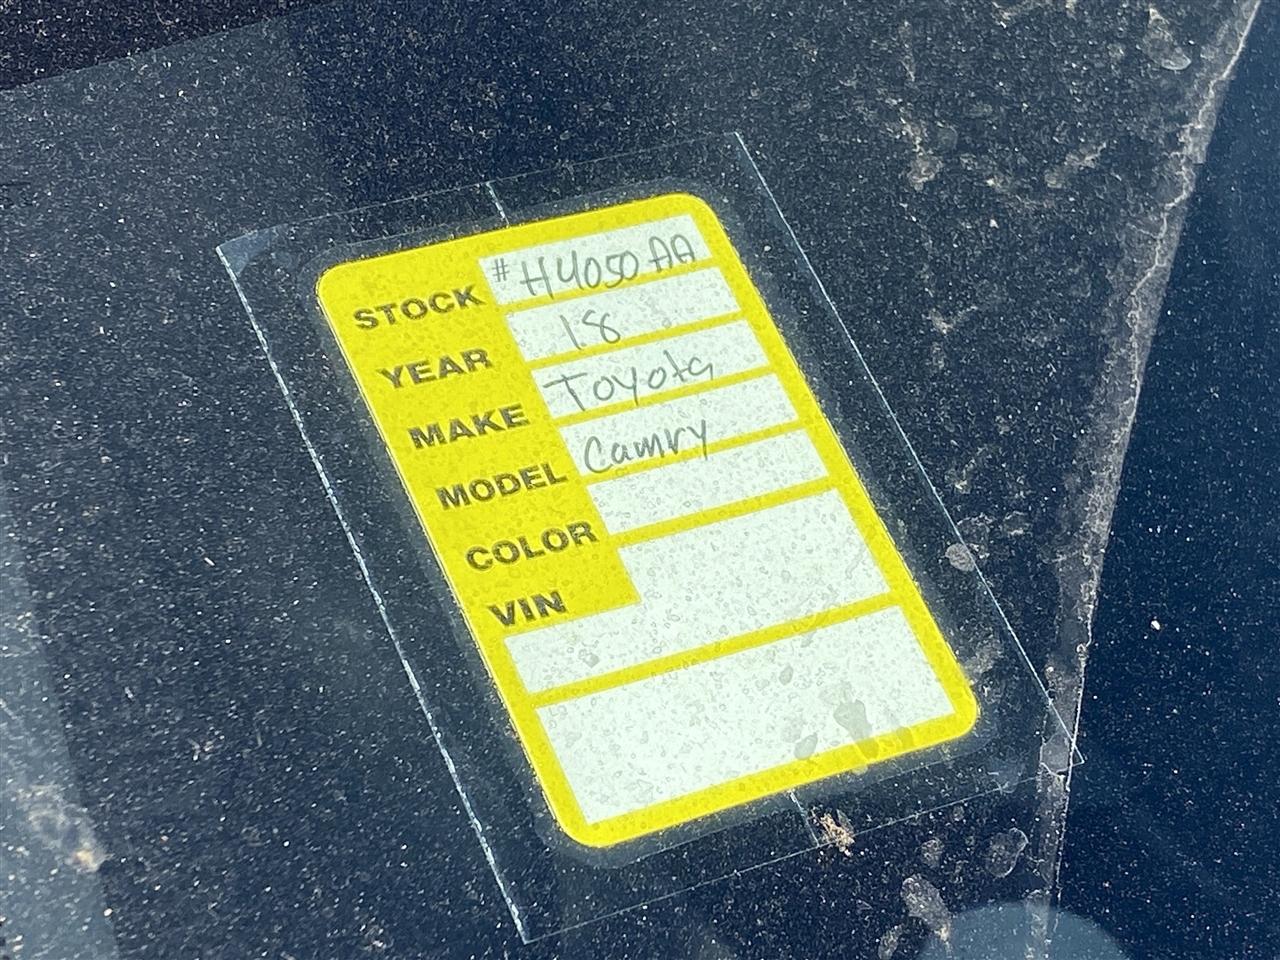 STOCK # H4050AA
YEAR 18
MAKE Toyota
MODEL Camry
COLOR
VIN